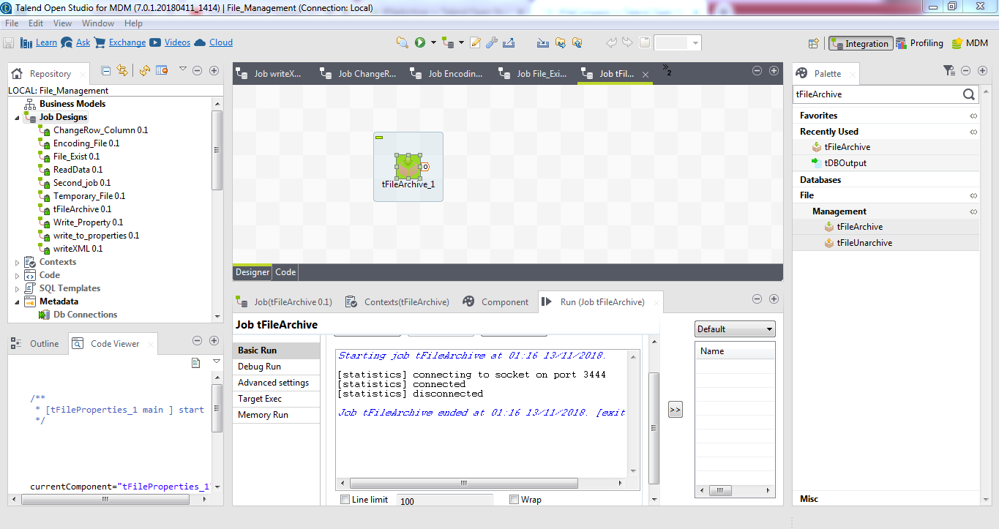 Talend Open Studio for MDM (7.0.1.20180411_1414) | File_Management (Connection: Local)
File Edit View Window Help
Learn Ask Exchange Videos Cloud
Integration Profiling MDM
Repository
LOCAL: File_Management
Business Models
Job Designs
ChangeRow_Column 0.1
Encoding_File 0.1
File_Exist 0.1
ReadData 0.1
Second_job 0.1
Temporary_File 0.1
tFileArchive 0.1
Write_Property 0.1
write_to_properties 0.1
writeXML 0.1
Contexts
Code
SQL Templates
Metadata
Db Connections
Outline Code Viewer
/**
* [tFileProperties_1 main ] start
*/
currentComponent="tFileProperties_1"
Job writeX... Job ChangeR... Job Encodin... Job File_Exi... Job tFil... » 2
tFileArchive_1
Designer Code
Job(tFileArchive 0.1) Contexts(tFileArchive) Component Run (Job tFileArchive)
Job tFileArchive
Basic Run
Debug Run
Advanced settings
Target Exec
Memory Run
Starting job tFileArchive at 01:16 13/11/2018.
[statistics] connecting to socket on port 3444
[statistics] connected
[statistics] disconnected
Job tFileArchive ended at 01:16 13/11/2018. [exit
Line limit 100 Wrap
>>
Default
Name
Palette
tFileArchive
Favorites
Recently Used
tFileArchive
tDBOutput
Databases
File
Management
tFileArchive
tFileUnarchive
Misc